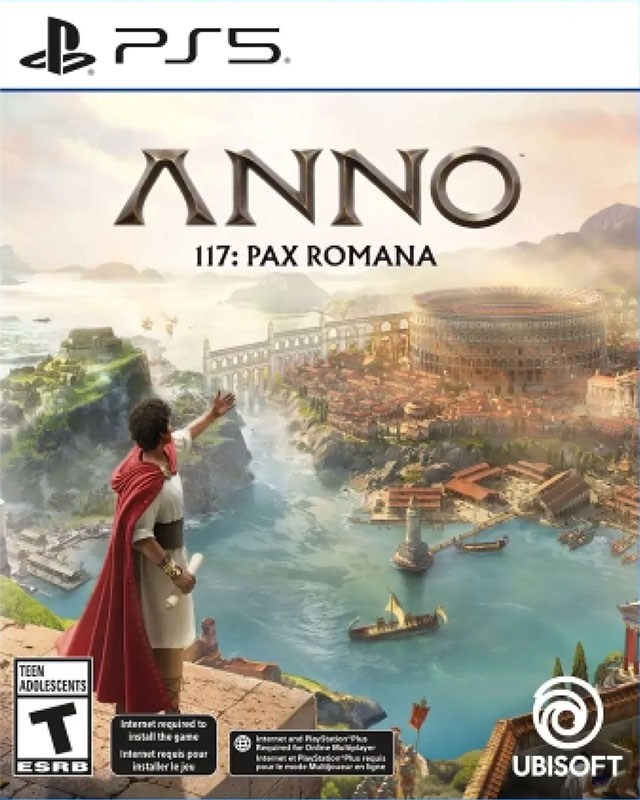 PS5
ANNO
117: PAX ROMANA
TEEN
ADOLESCENTS
T
ESRB
Internet required to
install the game
Internet requis pour
installer le jeu
Internet and PlayStation®Plus
Required for Online Multiplayer
Internet et PlayStation®Plus requis
pour le mode Multijoueur en ligne
UBISOFT